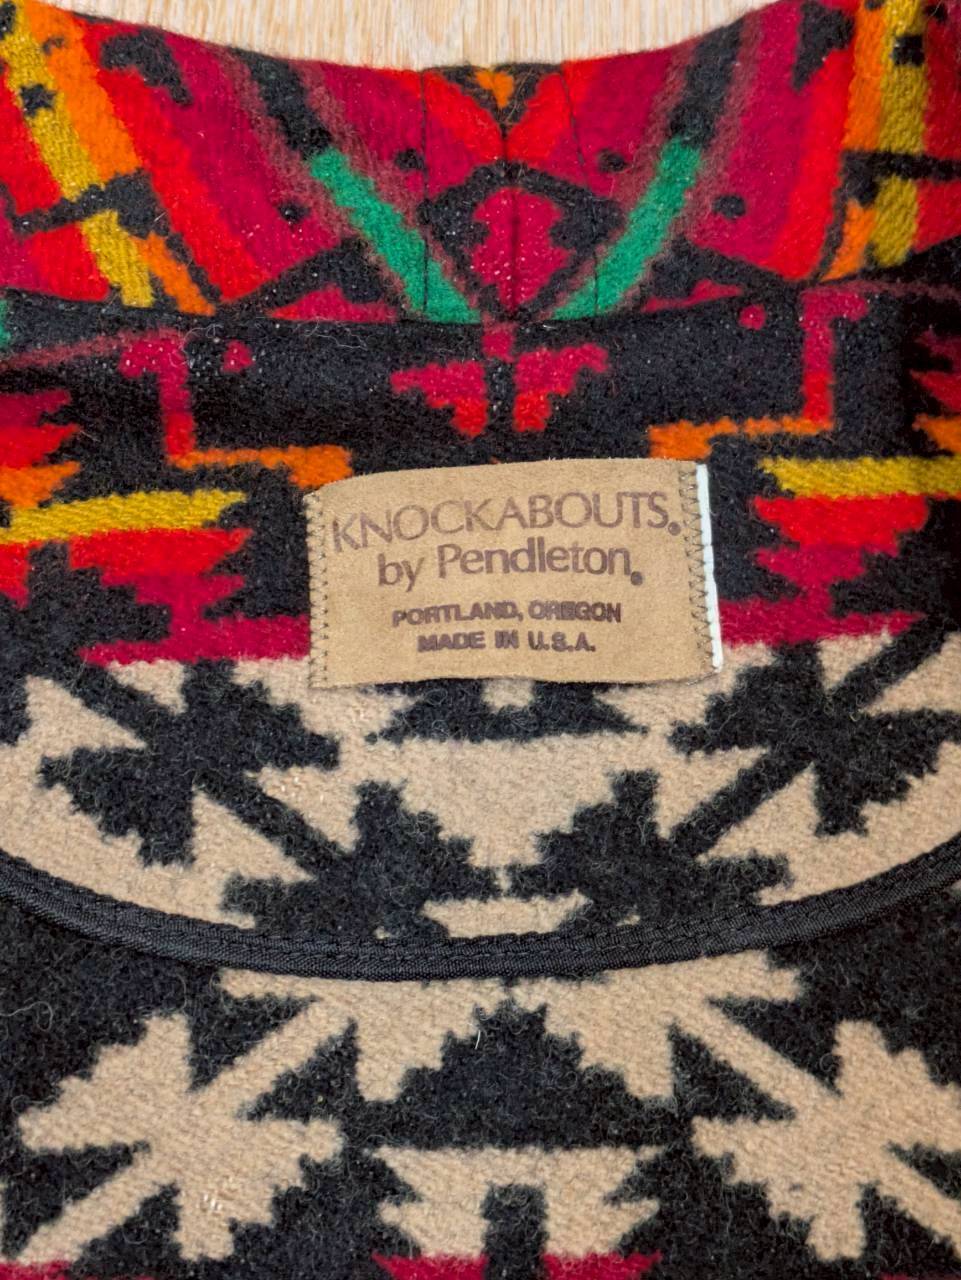 KNOCKABOUTS®
by Pendleton®
PORTLAND, OREGON
MADE IN U.S.A.